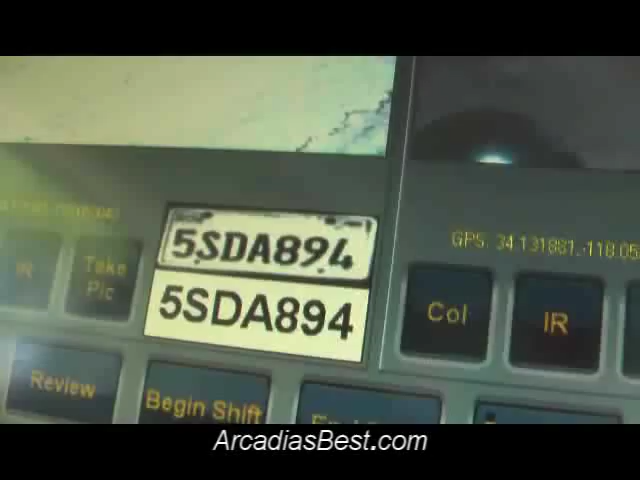 5SDA894
5SDA894
GPS: 34.131881,-118.05
IR
Take
Pic
Col
IR
Review
Begin Shift
ArcadiasBest.com